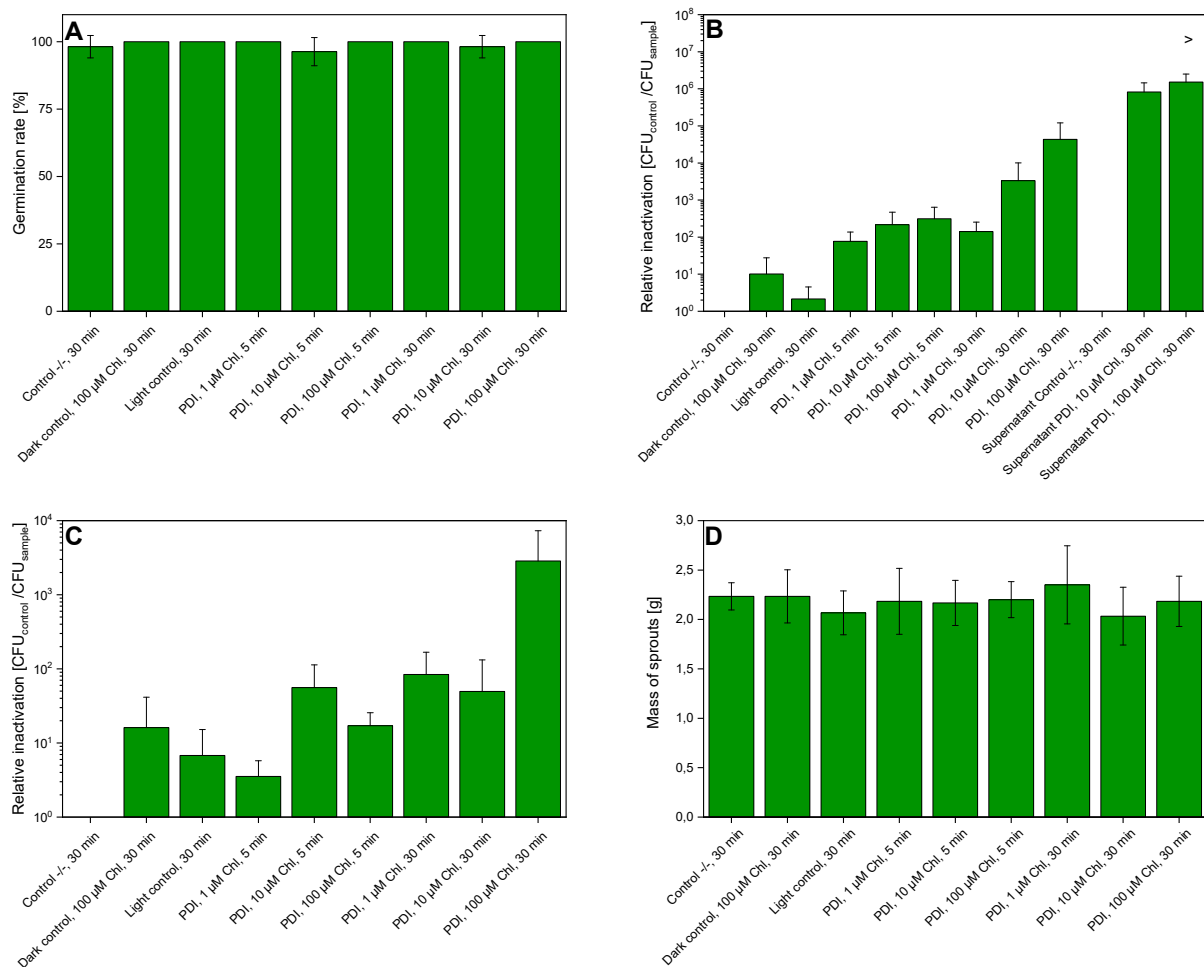 A
100
75
50
25
0
Germination rate [%]
Control -/-, 30 min
Dark control, 100 µM Chl, 30 min
Light control, 30 min
PDI, 1 µM Chl, 5 min
PDI, 10 µM Chl, 5 min
PDI, 100 µM Chl, 5 min
PDI, 1 µM Chl, 30 min
PDI, 10 µM Chl, 30 min
PDI, 100 µM Chl, 30 min
B
>
10⁸
10⁷
10⁶
10⁵
10⁴
10³
10²
10¹
10⁰
Relative inactivation [CFUcontrol /CFUsample]
Control -/-, 30 min
Dark control, 100 µM Chl, 30 min
Light control, 30 min
PDI, 1 µM Chl, 5 min
PDI, 10 µM Chl, 5 min
PDI, 100 µM Chl, 5 min
PDI, 1 µM Chl, 30 min
PDI, 10 µM Chl, 30 min
PDI, 100 µM Chl, 30 min
Supernatant Control -/-, 30 min
Supernatant PDI, 10 µM Chl, 30 min
Supernatant PDI, 100 µM Chl, 30 min
C
10⁴
10³
10²
10¹
10⁰
Relative inactivation [CFUcontrol /CFUsample]
Control -/-, 30 min
Dark control, 100 µM Chl, 30 min
Light control, 30 min
PDI, 1 µM Chl, 5 min
PDI, 10 µM Chl, 5 min
PDI, 100 µM Chl, 5 min
PDI, 1 µM Chl, 30 min
PDI, 10 µM Chl, 30 min
PDI, 100 µM Chl, 30 min
D
3,0
2,5
2,0
1,5
1,0
0,5
0,0
Mass of sprouts [g]
Control -/-, 30 min
Dark control, 100 µM Chl, 30 min
Light control, 30 min
PDI, 1 µM Chl, 5 min
PDI, 10 µM Chl, 5 min
PDI, 100 µM Chl, 5 min
PDI, 1 µM Chl, 30 min
PDI, 10 µM Chl, 30 min
PDI, 100 µM Chl, 30 min